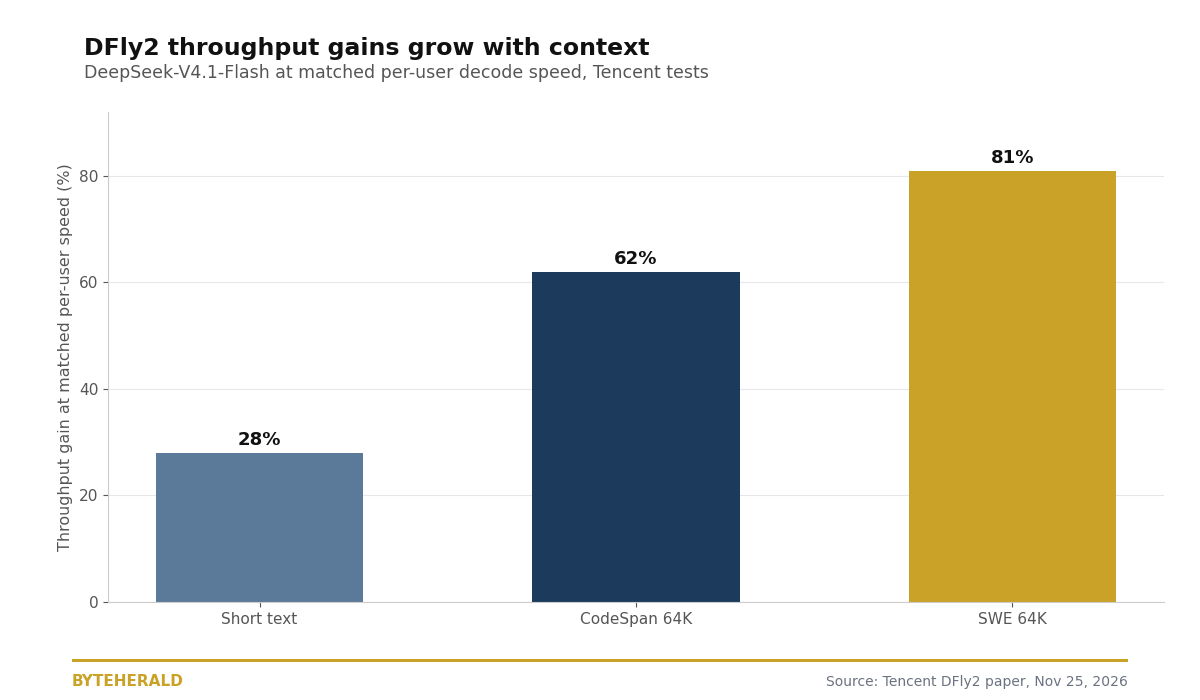 DFly2 throughput gains grow with context
DeepSeek-V4.1-Flash at matched per-user decode speed, Tencent tests
Throughput gain at matched per-user speed (%)
80
60
40
20
0
28%
62%
81%
Short text
CodeSpan 64K
SWE 64K
BYTEHERALD
Source: Tencent DFly2 paper, Nov 25, 2026